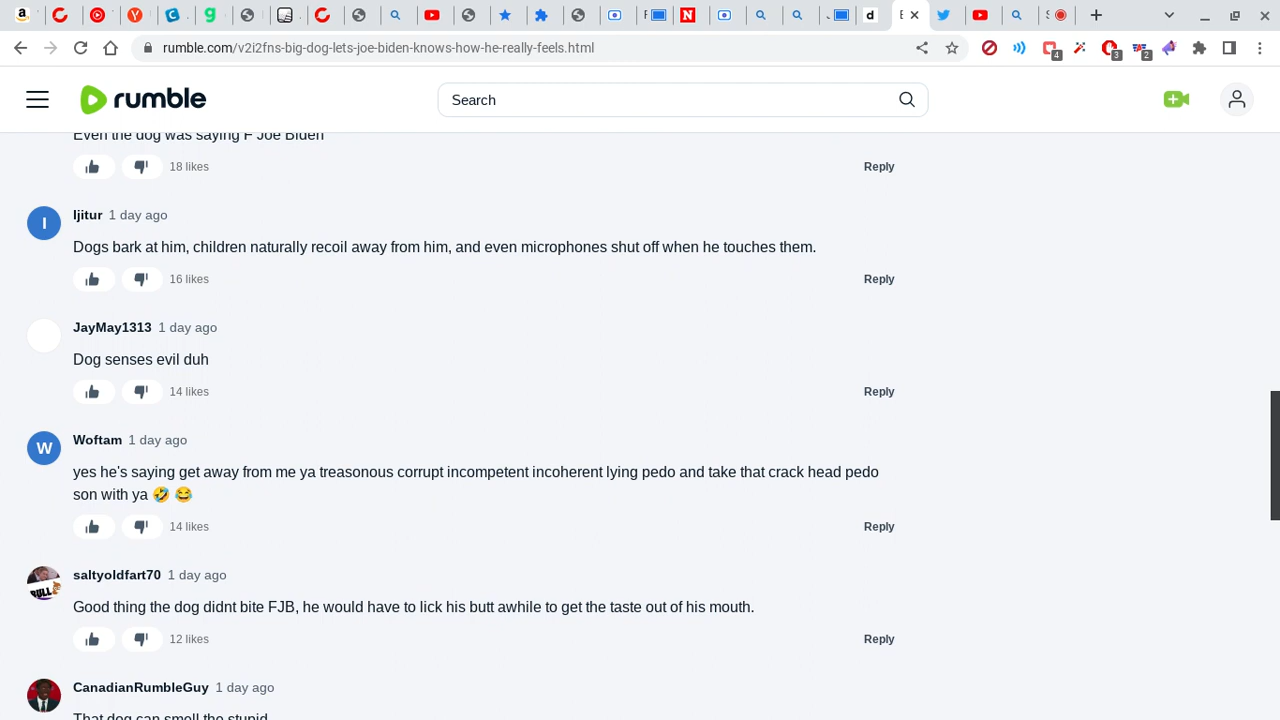 rumble.com/v2i2fns-big-dog-lets-joe-biden-knows-how-he-really-feels.html
4
3
2
rumble
Search
Even the dog was saying F Joe Biden
18 likes
Reply
I
Ijitur 1 day ago
Dogs bark at him, children naturally recoil away from him, and even microphones shut off when he touches them.
16 likes
Reply
JayMay1313 1 day ago
Dog senses evil duh
14 likes
Reply
W
Woftam 1 day ago
yes he's saying get away from me ya treasonous corrupt incompetent incoherent lying pedo and take that crack head pedo
son with ya 🤣 😂
14 likes
Reply
saltyoldfart70 1 day ago
Good thing the dog didnt bite FJB, he would have to lick his butt awhile to get the taste out of his mouth.
12 likes
Reply
CanadianRumbleGuy 1 day ago
That dog can smell the stupid